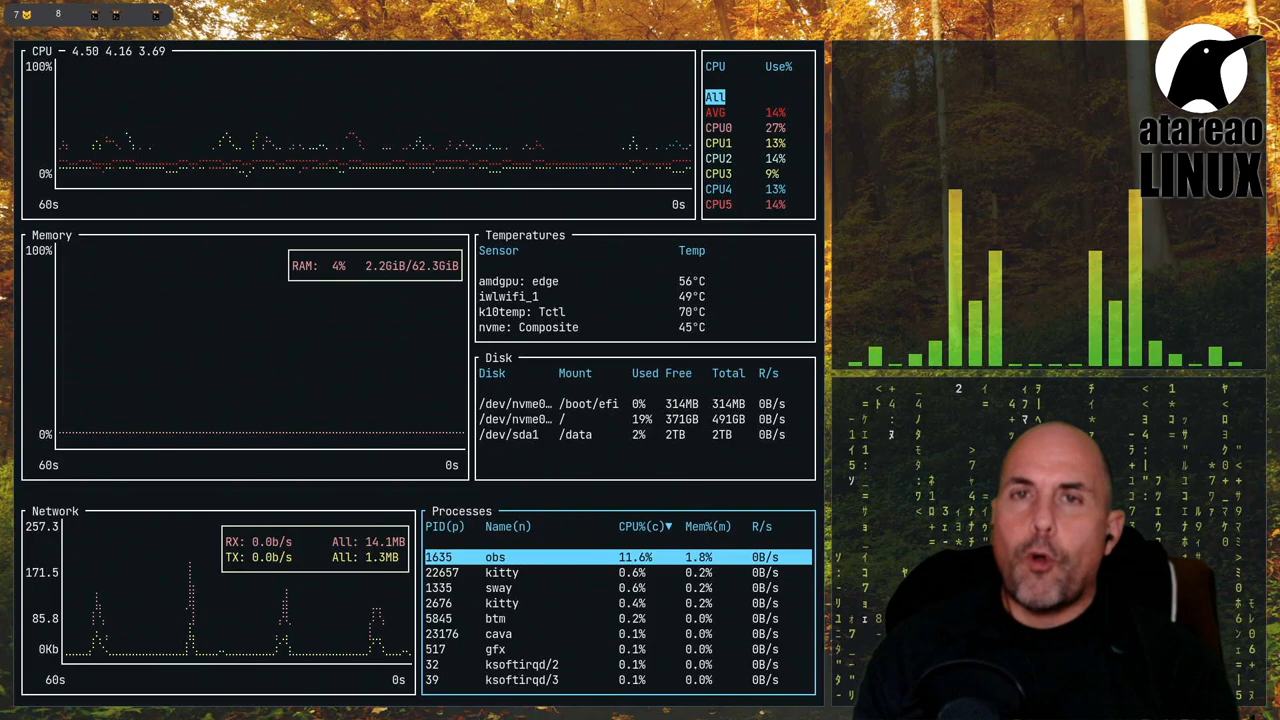 7 8
CPU — 4.50 4.16 3.69
100%
0%
60s 0s
CPU Use%
All
AVG 14%
CPU0 27%
CPU1 13%
CPU2 14%
CPU3 9%
CPU4 13%
CPU5 14%
atareao
LINUX
Memory
100%
RAM: 4% 2.2GiB/62.3GiB
0%
60s 0s
Temperatures
Sensor Temp
amdgpu: edge 56°C
iwlwifi_1 49°C
k10temp: Tctl 70°C
nvme: Composite 45°C
Disk
Disk Mount Used Free Total R/s
/dev/nvme0… /boot/efi 0% 314MB 314MB 0B/s
/dev/nvme0… / 19% 371GB 491GB 0B/s
/dev/sda1 /data 2% 2TB 2TB 0B/s
Network
257.3
171.5
85.8
0Kb
RX: 0.0b/s All: 14.1MB
TX: 0.0b/s All: 1.3MB
60s 0s
Processes
PID(p) Name(n) CPU%(c)▼ Mem%(m) R/s
1635 obs 11.6% 1.8% 0B/s
22657 kitty 0.6% 0.2% 0B/s
1335 sway 0.6% 0.2% 0B/s
2676 kitty 0.4% 0.2% 0B/s
5845 btm 0.2% 0.0% 0B/s
23176 cava 0.1% 0.0% 0B/s
517 gfx 0.1% 0.0% 0B/s
32 ksoftirqd/2 0.1% 0.0% 0B/s
39 ksoftirqd/3 0.1% 0.0% 0B/s